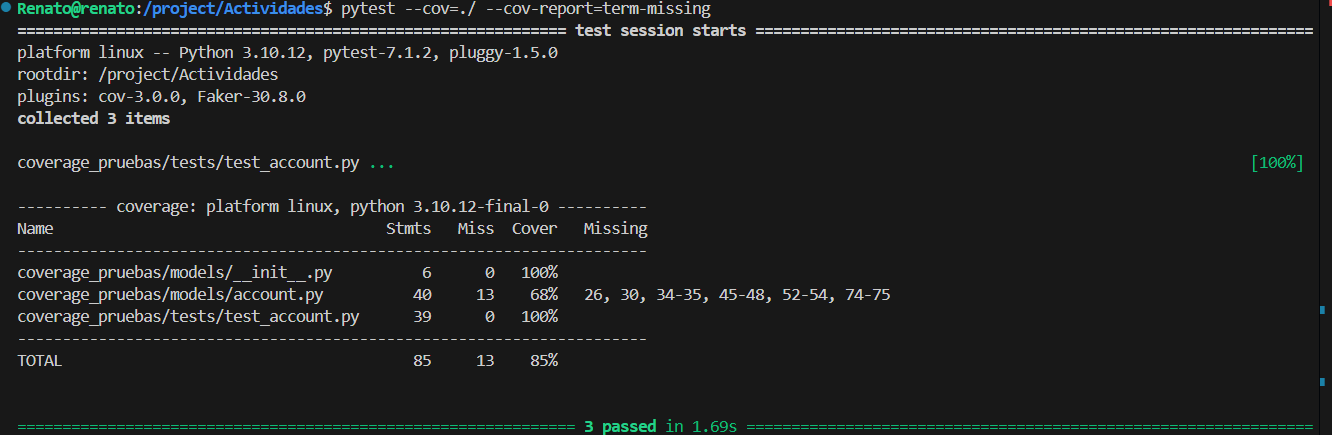 Renato@renato:/project/Actividades$ pytest --cov=./ --cov-report=term-missing
============================================================= test session starts ==============================================================
platform linux -- Python 3.10.12, pytest-7.1.2, pluggy-1.5.0
rootdir: /project/Actividades
plugins: cov-3.0.0, Faker-30.8.0
collected 3 items
coverage_pruebas/tests/test_account.py ... [100%]
---------- coverage: platform linux, python 3.10.12-final-0 ----------
Name Stmts Miss Cover Missing
----------------------------------------------------------------------
coverage_pruebas/models/__init__.py 6 0 100%
coverage_pruebas/models/account.py 40 13 68% 26, 30, 34-35, 45-48, 52-54, 74-75
coverage_pruebas/tests/test_account.py 39 0 100%
----------------------------------------------------------------------
TOTAL 85 13 85%
============================================================== 3 passed in 1.69s ===============================================================